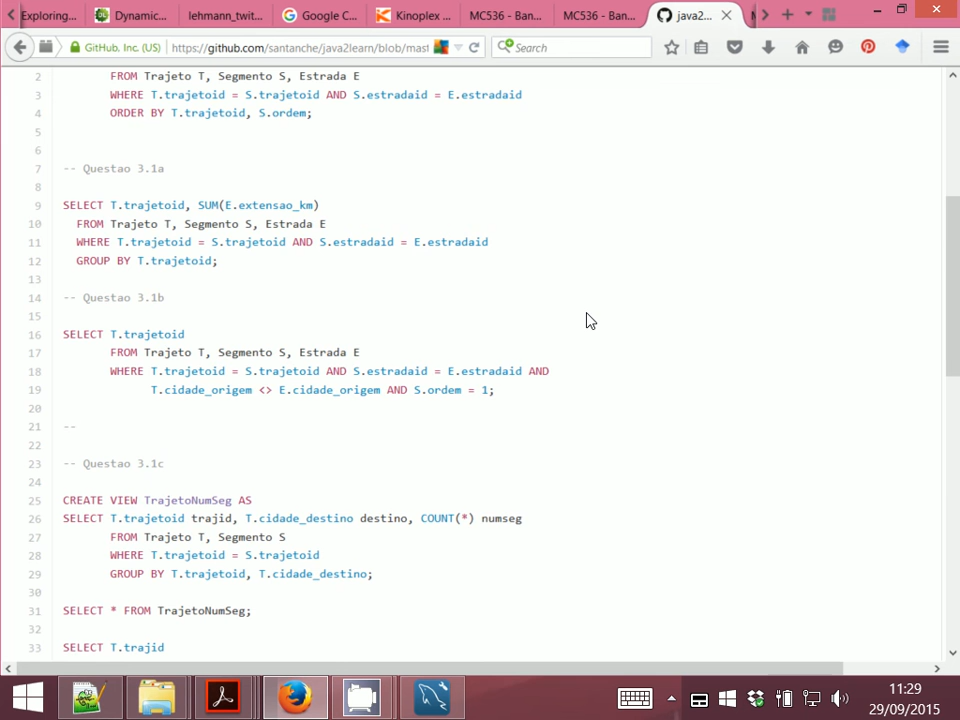 Exploring...
Dynamic...
lehmann_twit...
Google C...
Kinoplex ...
MC536 - Ban...
MC536 - Ban...
java2...
GitHub, Inc. (US)
https://github.com/santanche/java2learn/blob/mast
Search
2 FROM Trajeto T, Segmento S, Estrada E
3 WHERE T.trajetoid = S.trajetoid AND S.estradaid = E.estradaid
4 ORDER BY T.trajetoid, S.ordem;
5
6
7 -- Questao 3.1a
8
9 SELECT T.trajetoid, SUM(E.extensao_km)
10 FROM Trajeto T, Segmento S, Estrada E
11 WHERE T.trajetoid = S.trajetoid AND S.estradaid = E.estradaid
12 GROUP BY T.trajetoid;
13
14 -- Questao 3.1b
15
16 SELECT T.trajetoid
17 FROM Trajeto T, Segmento S, Estrada E
18 WHERE T.trajetoid = S.trajetoid AND S.estradaid = E.estradaid AND
19 T.cidade_origem <> E.cidade_origem AND S.ordem = 1;
20
21 --
22
23 -- Questao 3.1c
24
25 CREATE VIEW TrajetoNumSeg AS
26 SELECT T.trajetoid trajid, T.cidade_destino destino, COUNT(*) numseg
27 FROM Trajeto T, Segmento S
28 WHERE T.trajetoid = S.trajetoid
29 GROUP BY T.trajetoid, T.cidade_destino;
30
31 SELECT * FROM TrajetoNumSeg;
32
33 SELECT T.trajid
11:29
29/09/2015